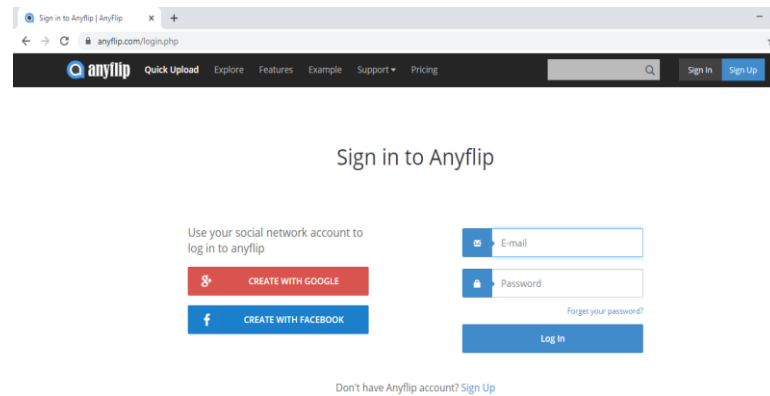 Sign in to Anyflip | AnyFlip
anyflip.com/login.php
anyflip Quick Upload Explore Features Example Support Pricing Sign In Sign Up
Sign in to Anyflip
Use your social network account to
log in to anyflip
E-mail
g+ CREATE WITH GOOGLE
Password
Forget your password?
f CREATE WITH FACEBOOK
Log In
Don't have Anyflip account? Sign Up